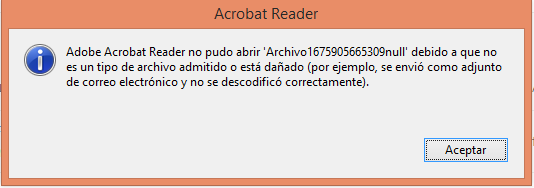 Acrobat Reader
Adobe Acrobat Reader no pudo abrir 'Archivo1675905665309null' debido a que no
es un tipo de archivo admitido o está dañado (por ejemplo, se envió como adjunto
de correo electrónico y no se descodificó correctamente).
Aceptar